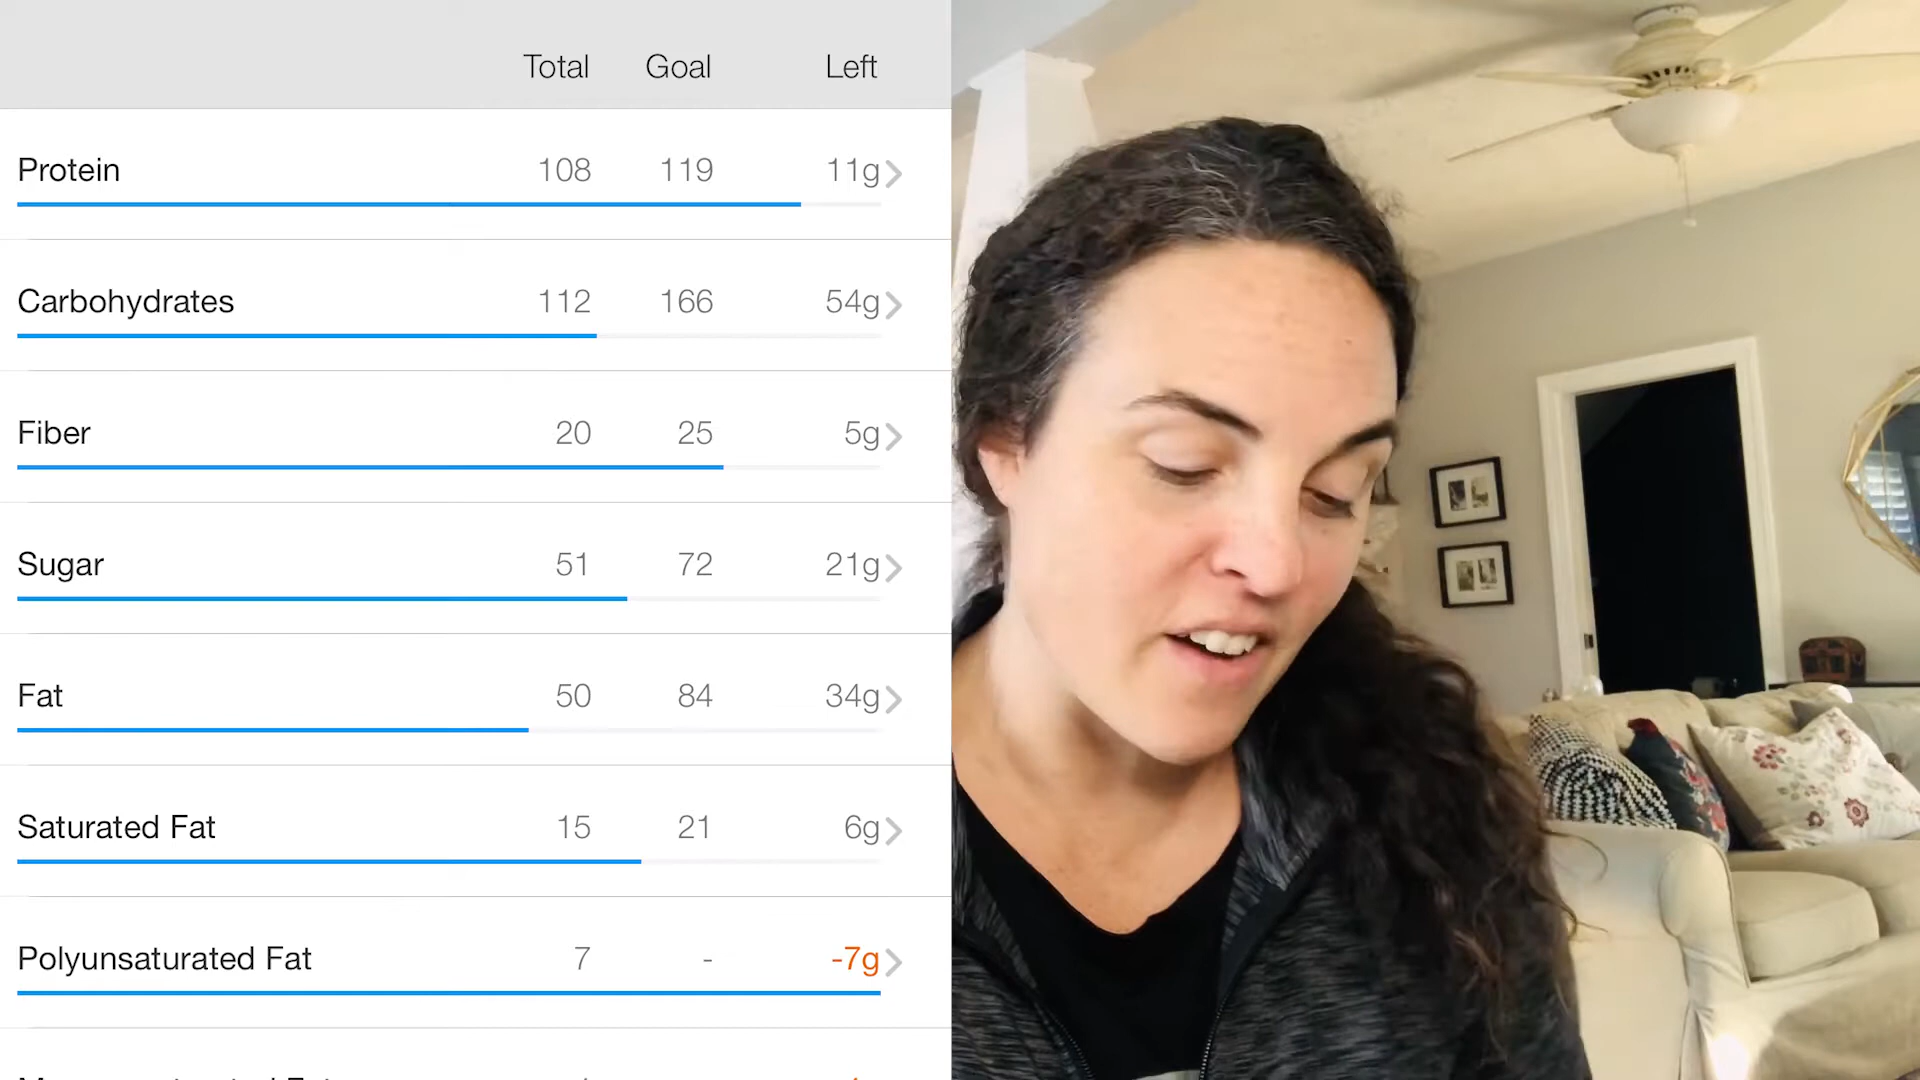 Total Goal Left
Protein 108 119 11g
Carbohydrates 112 166 54g
Fiber 20 25 5g
Sugar 51 72 21g
Fat 50 84 34g
Saturated Fat 15 21 6g
Polyunsaturated Fat 7 - -7g